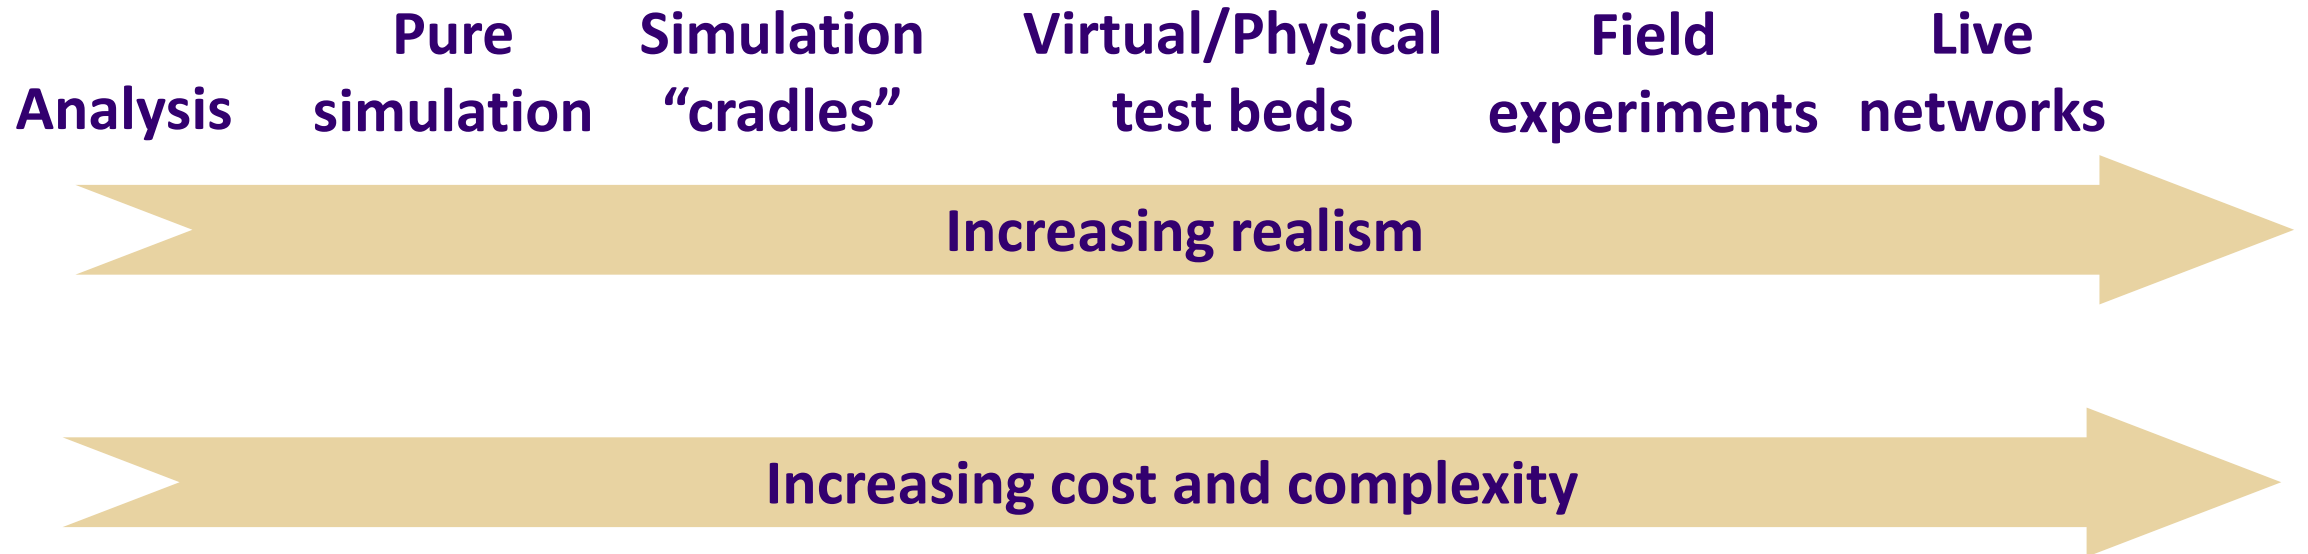 Analysis
Pure
simulation
Simulation
“cradles”
Virtual/Physical
test beds
Field
experiments
Live
networks
Increasing realism
Increasing cost and complexity